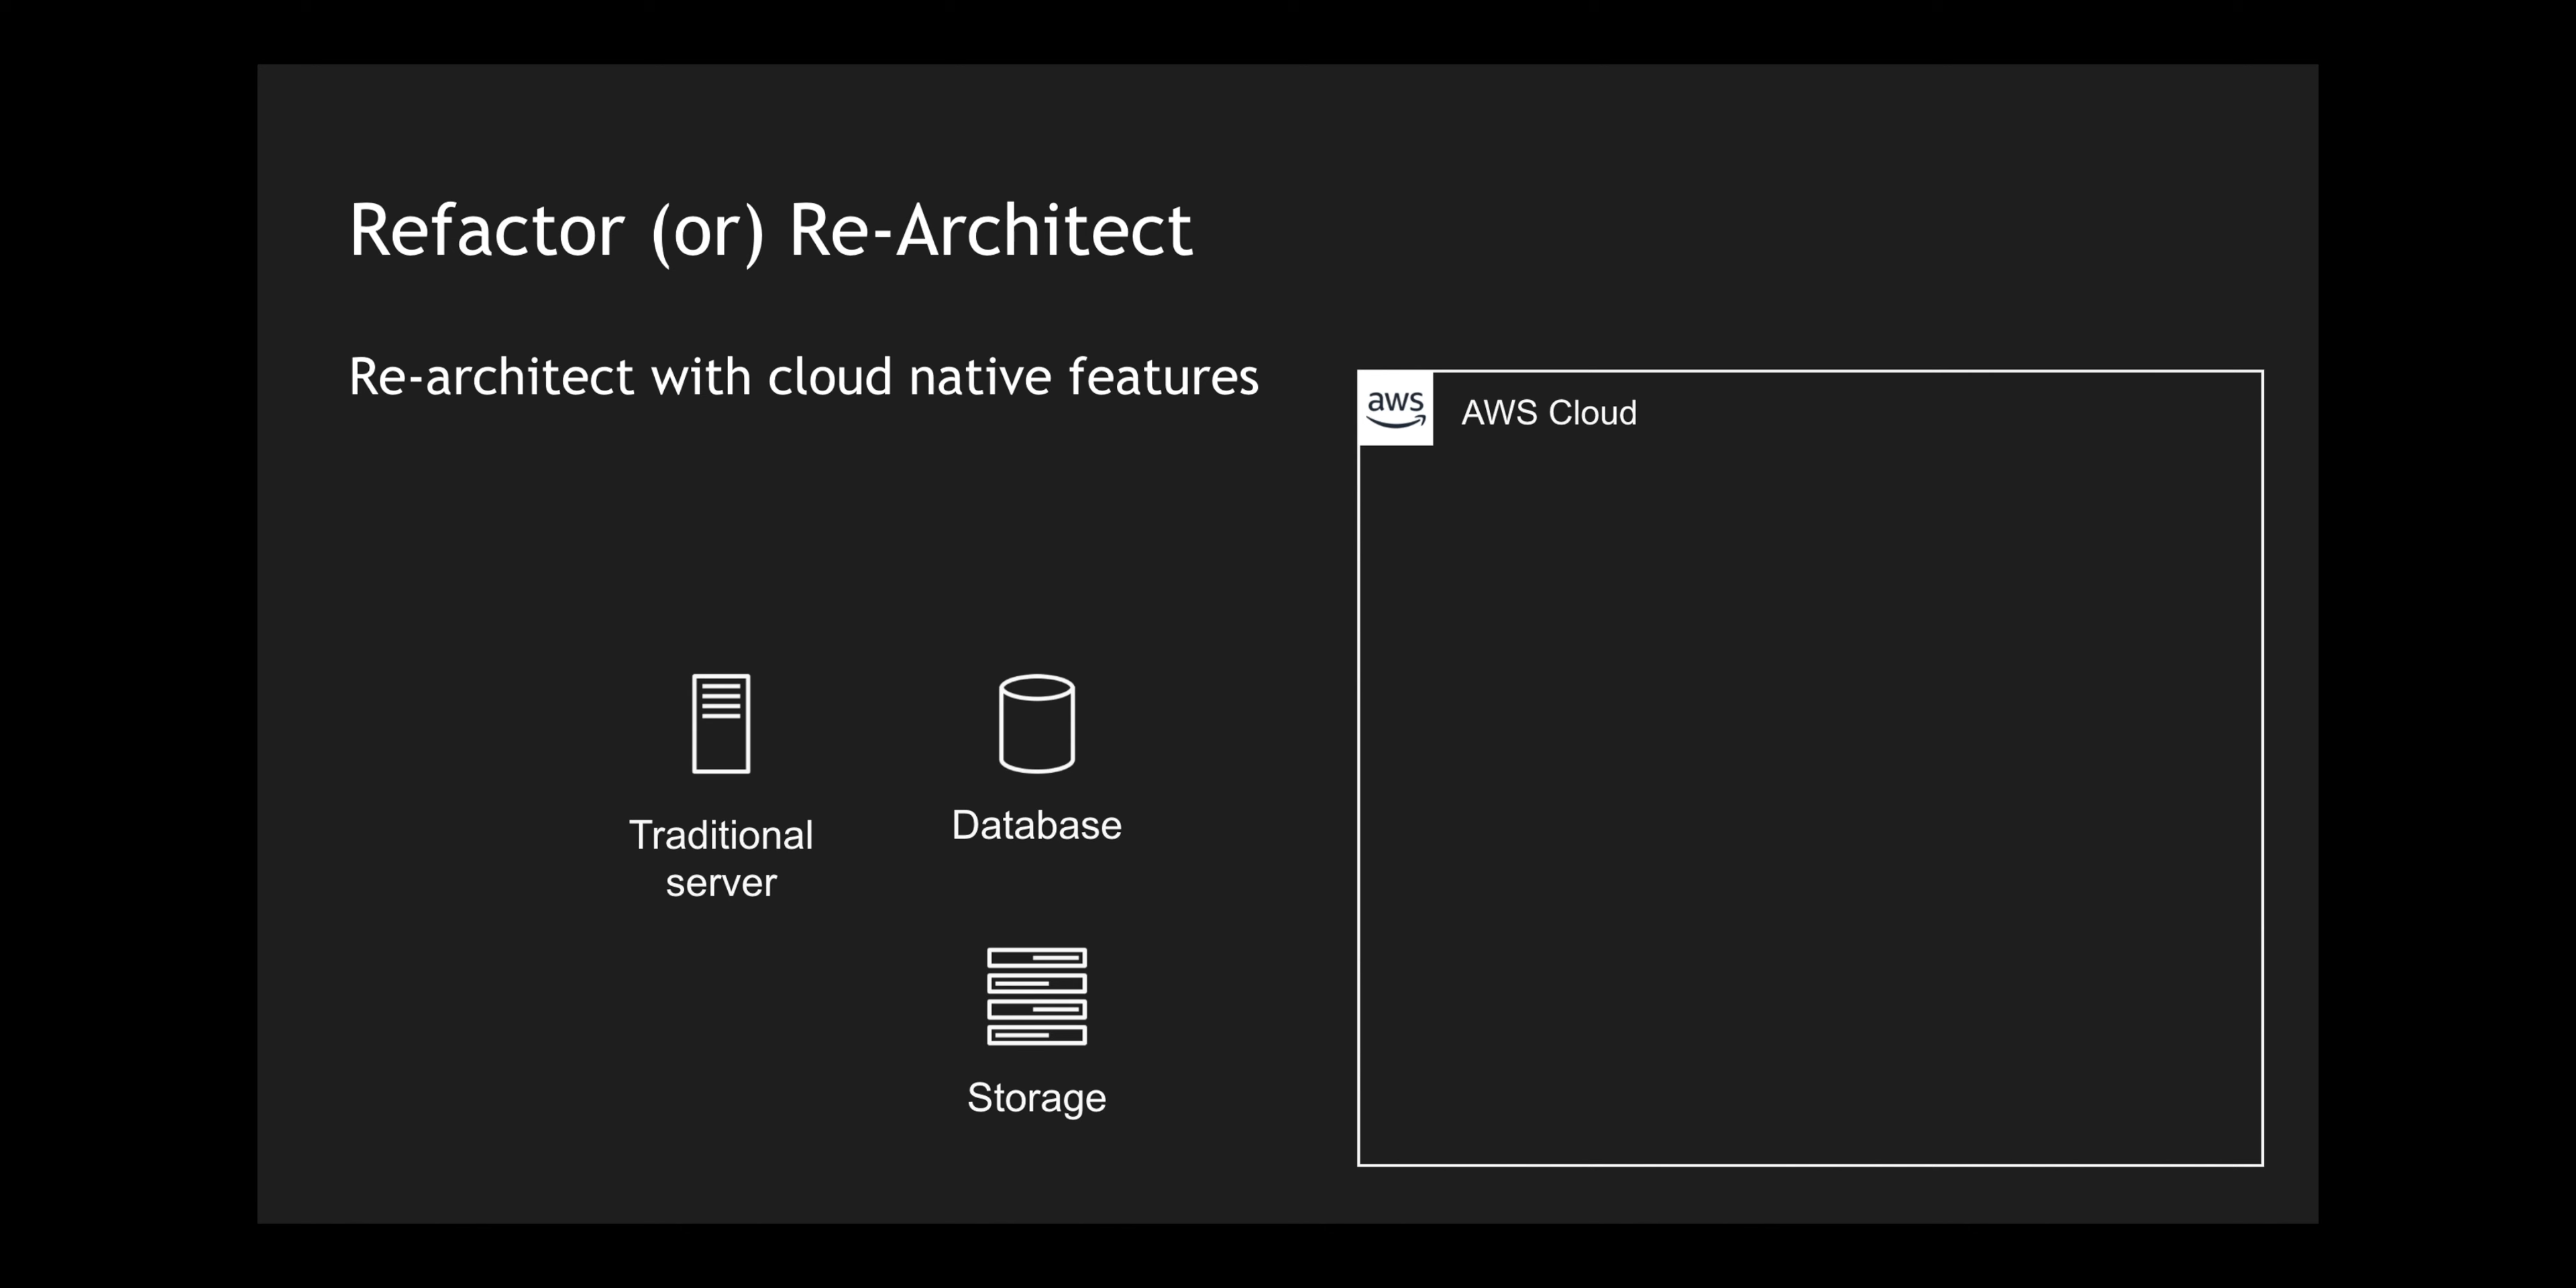 Refactor (or) Re-Architect
Re-architect with cloud native features
aws
AWS Cloud
Traditional
server
Database
Storage